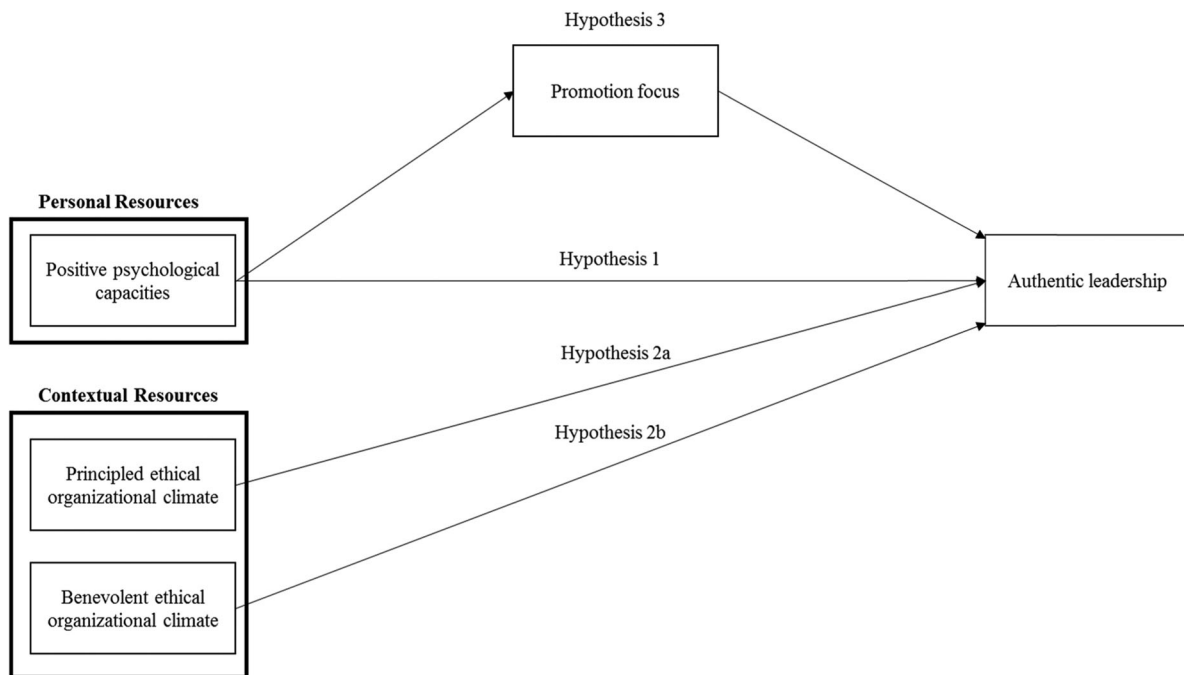 Hypothesis 3
Promotion focus
Personal Resources
Positive psychological
capacities
Hypothesis 1
Authentic leadership
Hypothesis 2a
Contextual Resources
Hypothesis 2b
Principled ethical
organizational climate
Benevolent ethical
organizational climate